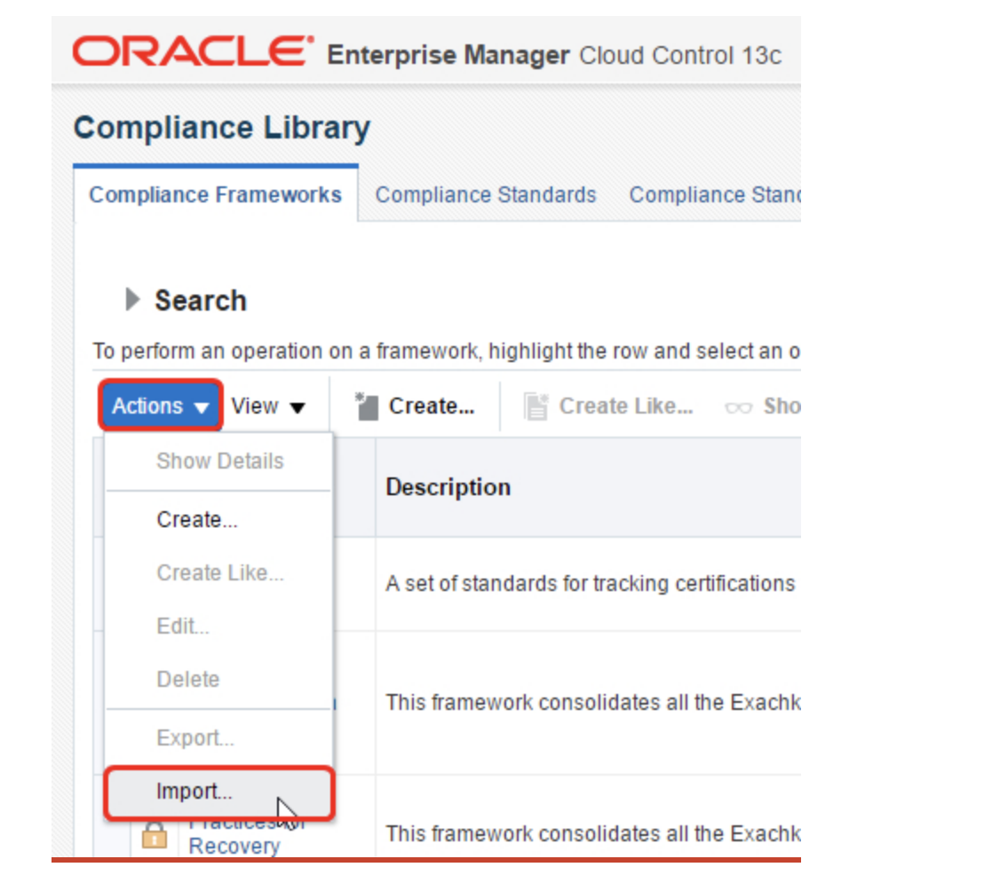 ORACLE Enterprise Manager Cloud Control 13c
Compliance Library
Compliance Frameworks Compliance Standards Compliance Stand
Search
To perform an operation on a framework, highlight the row and select an o
Actions View Create... Create Like... Sho
Show Details
Description
Create...
Create Like...
A set of standards for tracking certifications
Edit...
Delete
This framework consolidates all the Exachk
Export...
Import...
Practices of
Recovery
This framework consolidates all the Exachk